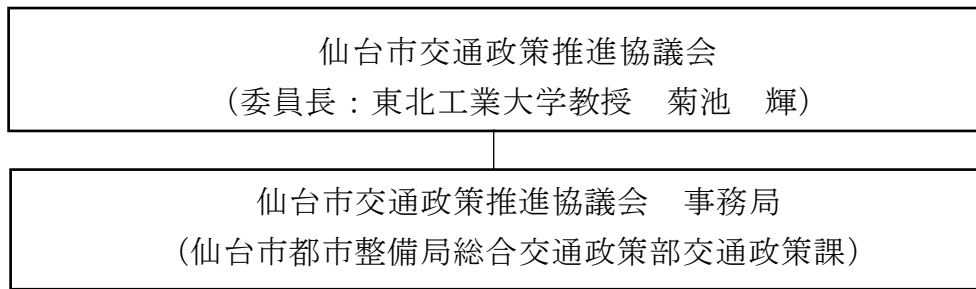 仙台市交通政策推進協議会
（委員長：東北工業大学教授　菊池　輝）
仙台市交通政策推進協議会　事務局
（仙台市都市整備局総合交通政策部交通政策課）